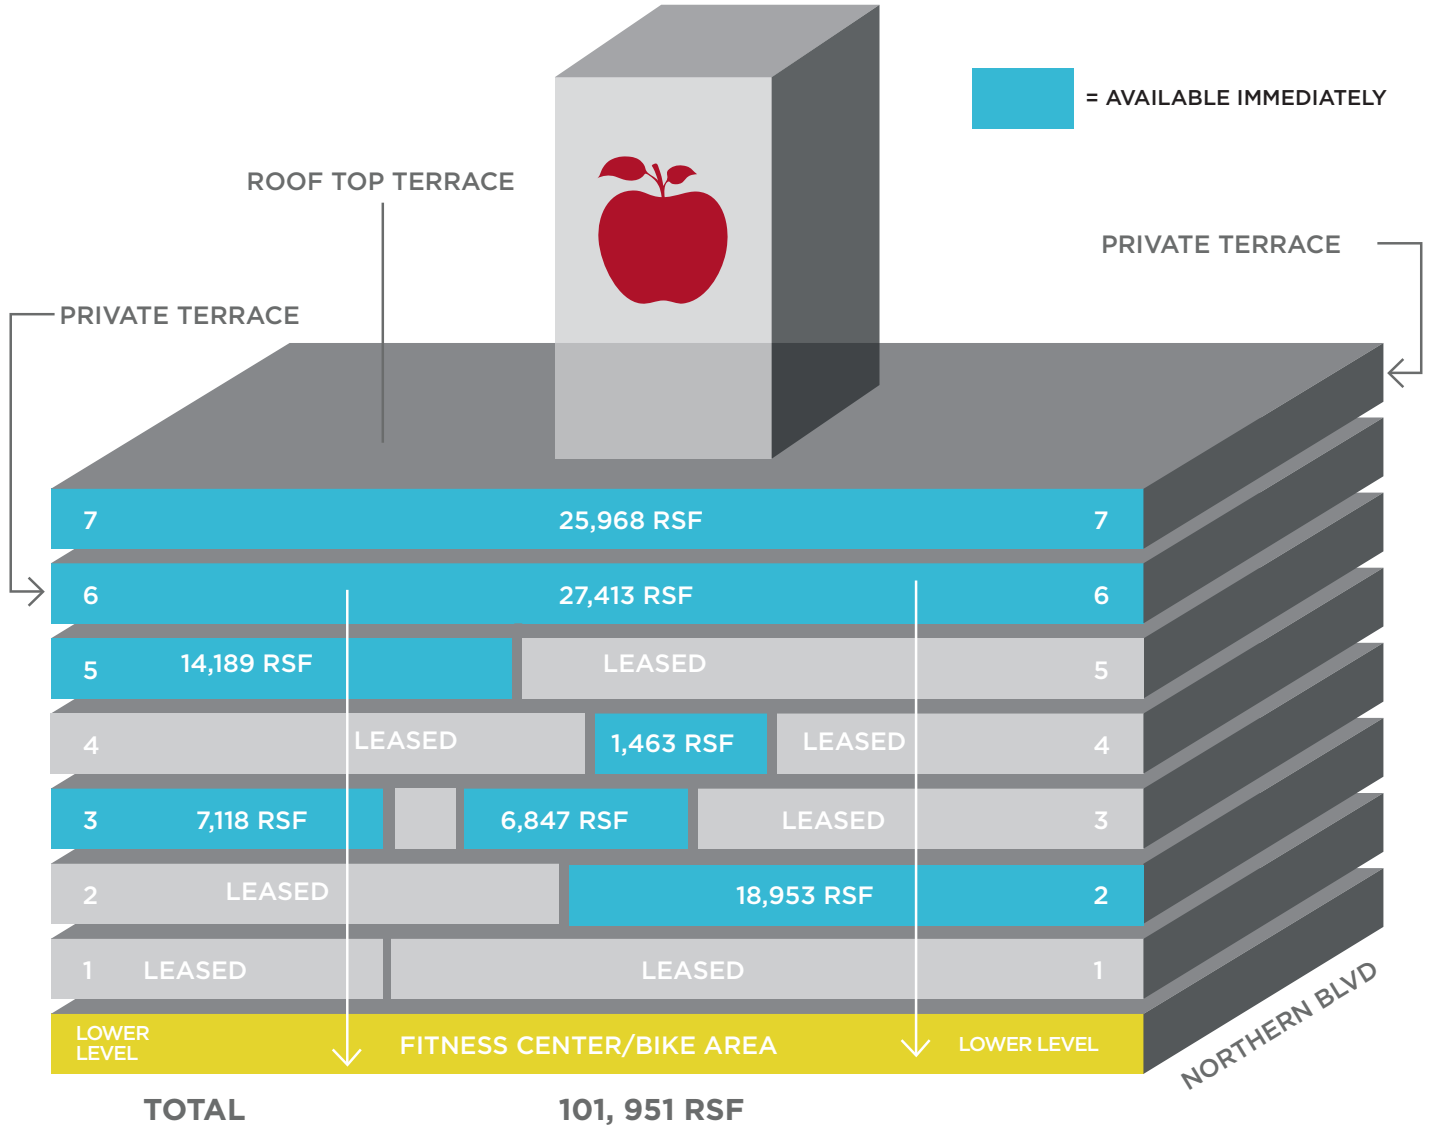 = AVAILABLE IMMEDIATELY
ROOF TOP TERRACE
PRIVATE TERRACE
PRIVATE TERRACE
7 25,968 RSF 7
6 27,413 RSF 6
5 14,189 RSF LEASED 5
4 LEASED 1,463 RSF LEASED 4
3 7,118 RSF 6,847 RSF LEASED 3
2 LEASED 18,953 RSF 2
1 LEASED LEASED 1
LOWER
LEVEL
FITNESS CENTER/BIKE AREA
LOWER LEVEL
NORTHERN BLVD
TOTAL 101, 951 RSF